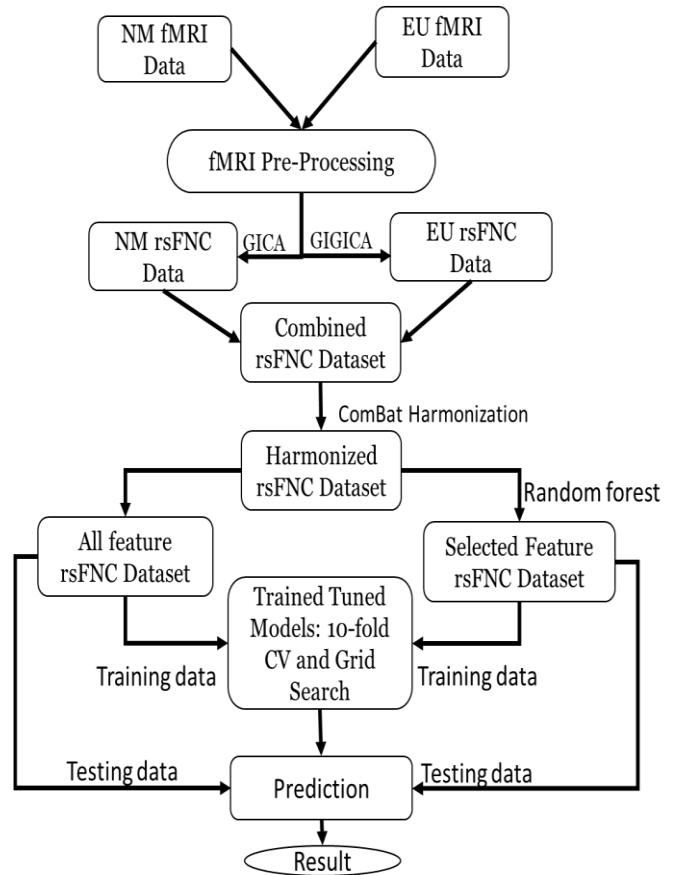 NM fMRI
Data
EU fMRI
Data
fMRI Pre-Processing
NM rsFNC
Data
GICA
GIGICA
EU rsFNC
Data
Combined
rsFNC Dataset
ComBat Harmonization
Harmonized
rsFNC Dataset
Random forest
All feature
rsFNC Dataset
Selected Feature
rsFNC Dataset
Trained Tuned
Models: 10-fold
CV and Grid
Search
Training data
Training data
Testing data
Testing data
Prediction
Result